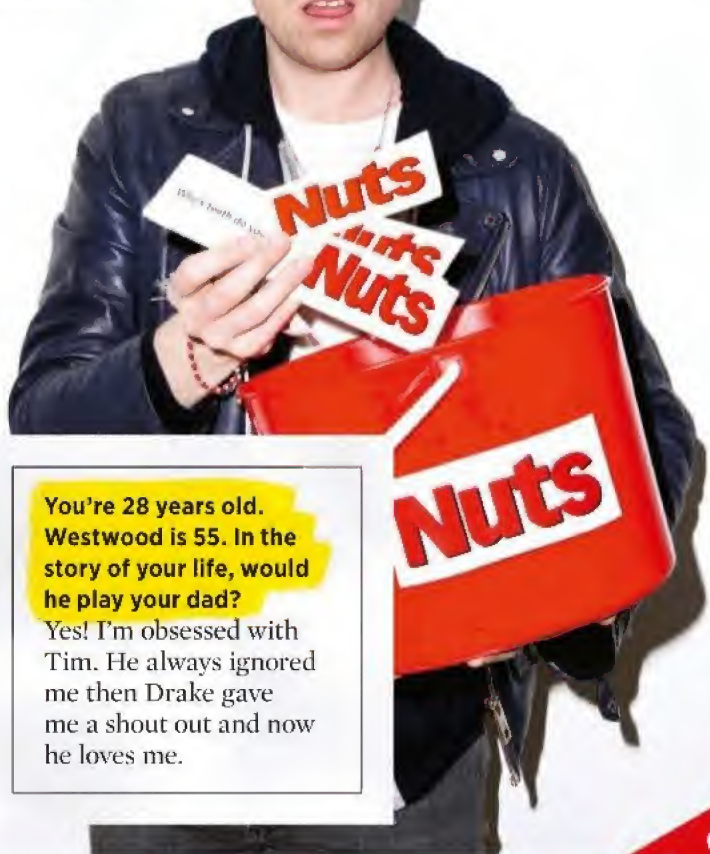 Nuts
Nuts
Nuts
Nuts
You're 28 years old.
Westwood is 55. In the
story of your life, would
he play your dad?
Yes! I'm obsessed with
Tim. He always ignored
me then Drake gave
me a shout out and now
he loves me.